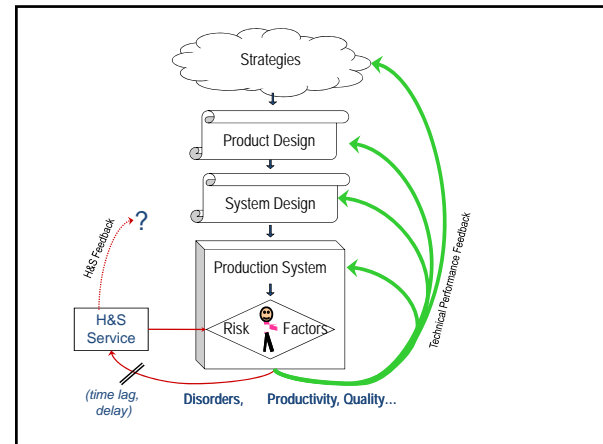 Strategies
Product Design
System Design
Production System
Risk Factors
H&S Feedback
?
H&S
Service
(time lag,
delay)
Disorders, Productivity, Quality...
Technical Performance Feedback